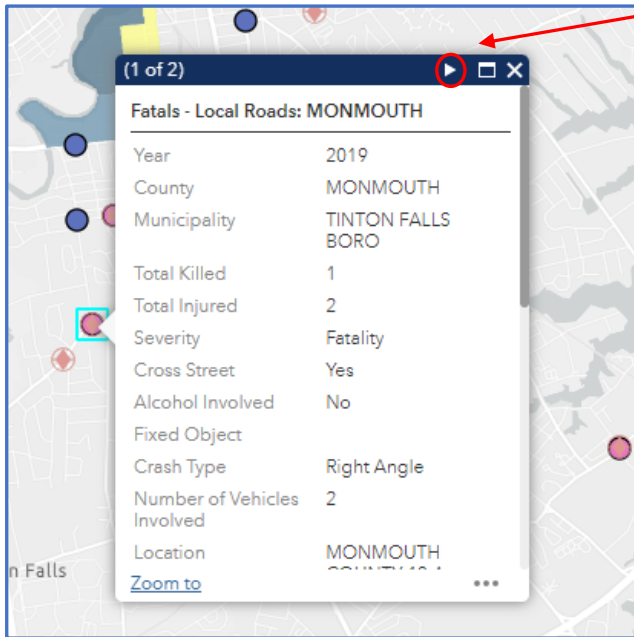 (1 of 2)
Fatals - Local Roads: MONMOUTH
Year 2019
County MONMOUTH
Municipality TINTON FALLS
BORO
Total Killed 1
Total Injured 2
Severity Fatality
Cross Street Yes
Alcohol Involved No
Fixed Object
Crash Type Right Angle
Number of Vehicles 2
Involved
Location MONMOUTH
n Falls
Zoom to